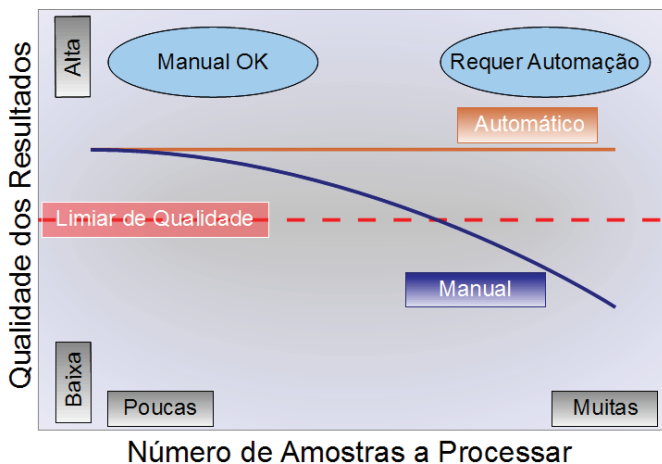 Qualidade dos Resultados
Alta
Manual OK
Requer Automação
Automático
Limiar de Qualidade
Manual
Baixa
Poucas
Muitas
Número de Amostras a Processar